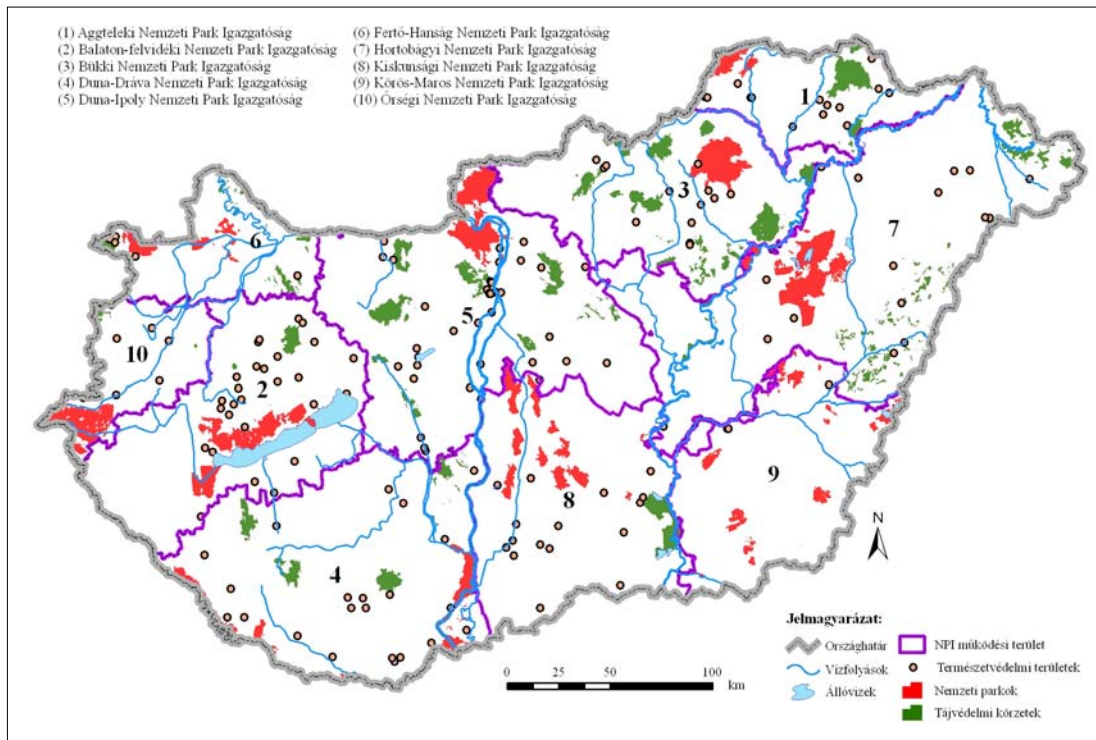 (1) Aggteleki Nemzeti Park Igazgatóság
(2) Balaton-felvidéki Nemzeti Park Igazgatóság
(3) Bükki Nemzeti Park Igazgatóság
(4) Duna-Dráva Nemzeti Park Igazgatóság
(5) Duna-Ipoly Nemzeti Park Igazgatóság
(6) Fertő-Hanság Nemzeti Park Igazgatóság
(7) Hortobágyi Nemzeti Park Igazgatóság
(8) Kiskunsági Nemzeti Park Igazgatóság
(9) Körös-Maros Nemzeti Park Igazgatóság
(10) Őrségi Nemzeti Park Igazgatóság
1
3
7
6
5
10
2
9
8
4
N
Jelmagyarázat:
Országhatár
Vízfolyások
Állóvizek
NPI működési terület
Természetvédelmi területek
Nemzeti parkok
Tájvédelmi körzetek
0 20 40 60 80 100
km